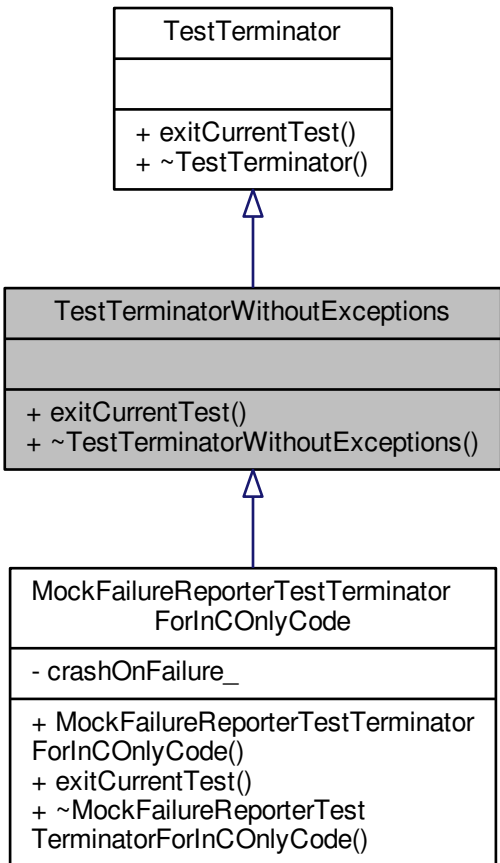 TestTerminator
+ exitCurrentTest()
+ ~TestTerminator()
TestTerminatorWithoutExceptions
+ exitCurrentTest()
+ ~TestTerminatorWithoutExceptions()
MockFailureReporterTestTerminator
ForInCOnlyCode
- crashOnFailure_
+ MockFailureReporterTestTerminator
ForInCOnlyCode()
+ exitCurrentTest()
+ ~MockFailureReporterTest
TerminatorForInCOnlyCode()